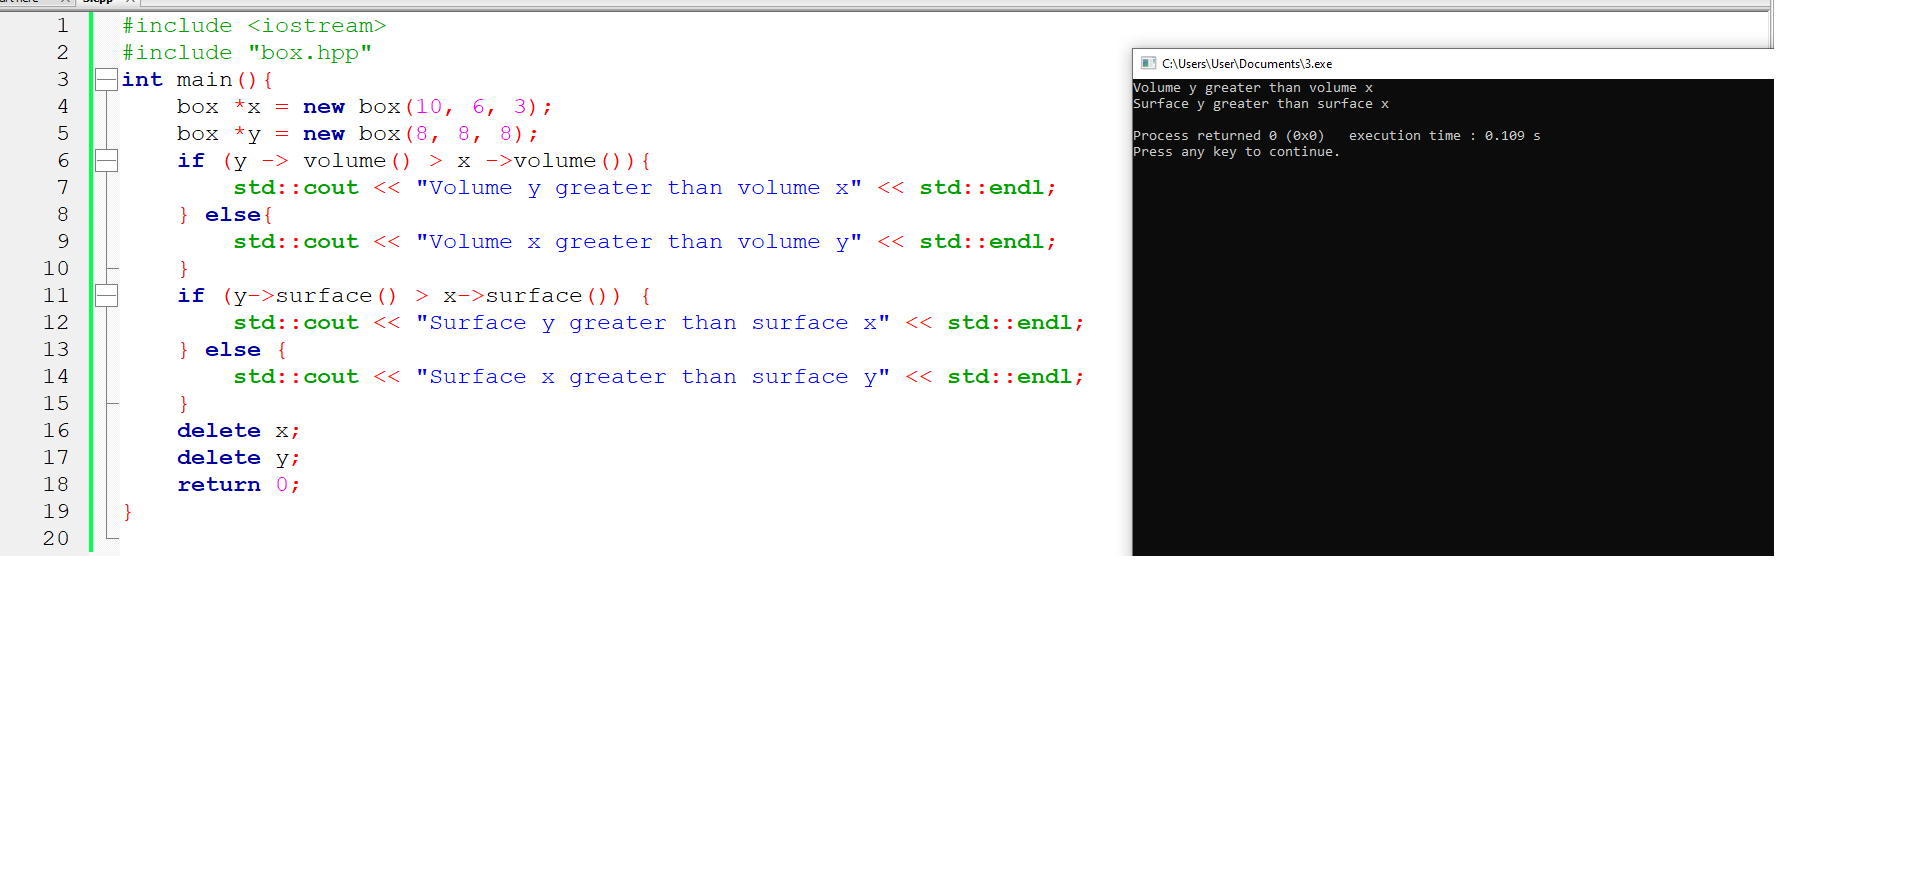 1 #include <iostream>
2 #include "box.hpp"
3 int main(){
4     box *x = new box(10, 6, 3);
5     box *y = new box(8, 8, 8);
6     if (y -> volume() > x ->volume()){
7         std::cout << "Volume y greater than volume x" << std::endl;
8     } else{
9         std::cout << "Volume x greater than volume y" << std::endl;
10     }
11     if (y->surface() > x->surface()) {
12         std::cout << "Surface y greater than surface x" << std::endl;
13     } else {
14         std::cout << "Surface x greater than surface y" << std::endl;
15     }
16     delete x;
17     delete y;
18     return 0;
19 }
20
C:\Users\User\Documents\3.exe
Volume y greater than volume x
Surface y greater than surface x
Process returned 0 (0x0)   execution time : 0.109 s
Press any key to continue.